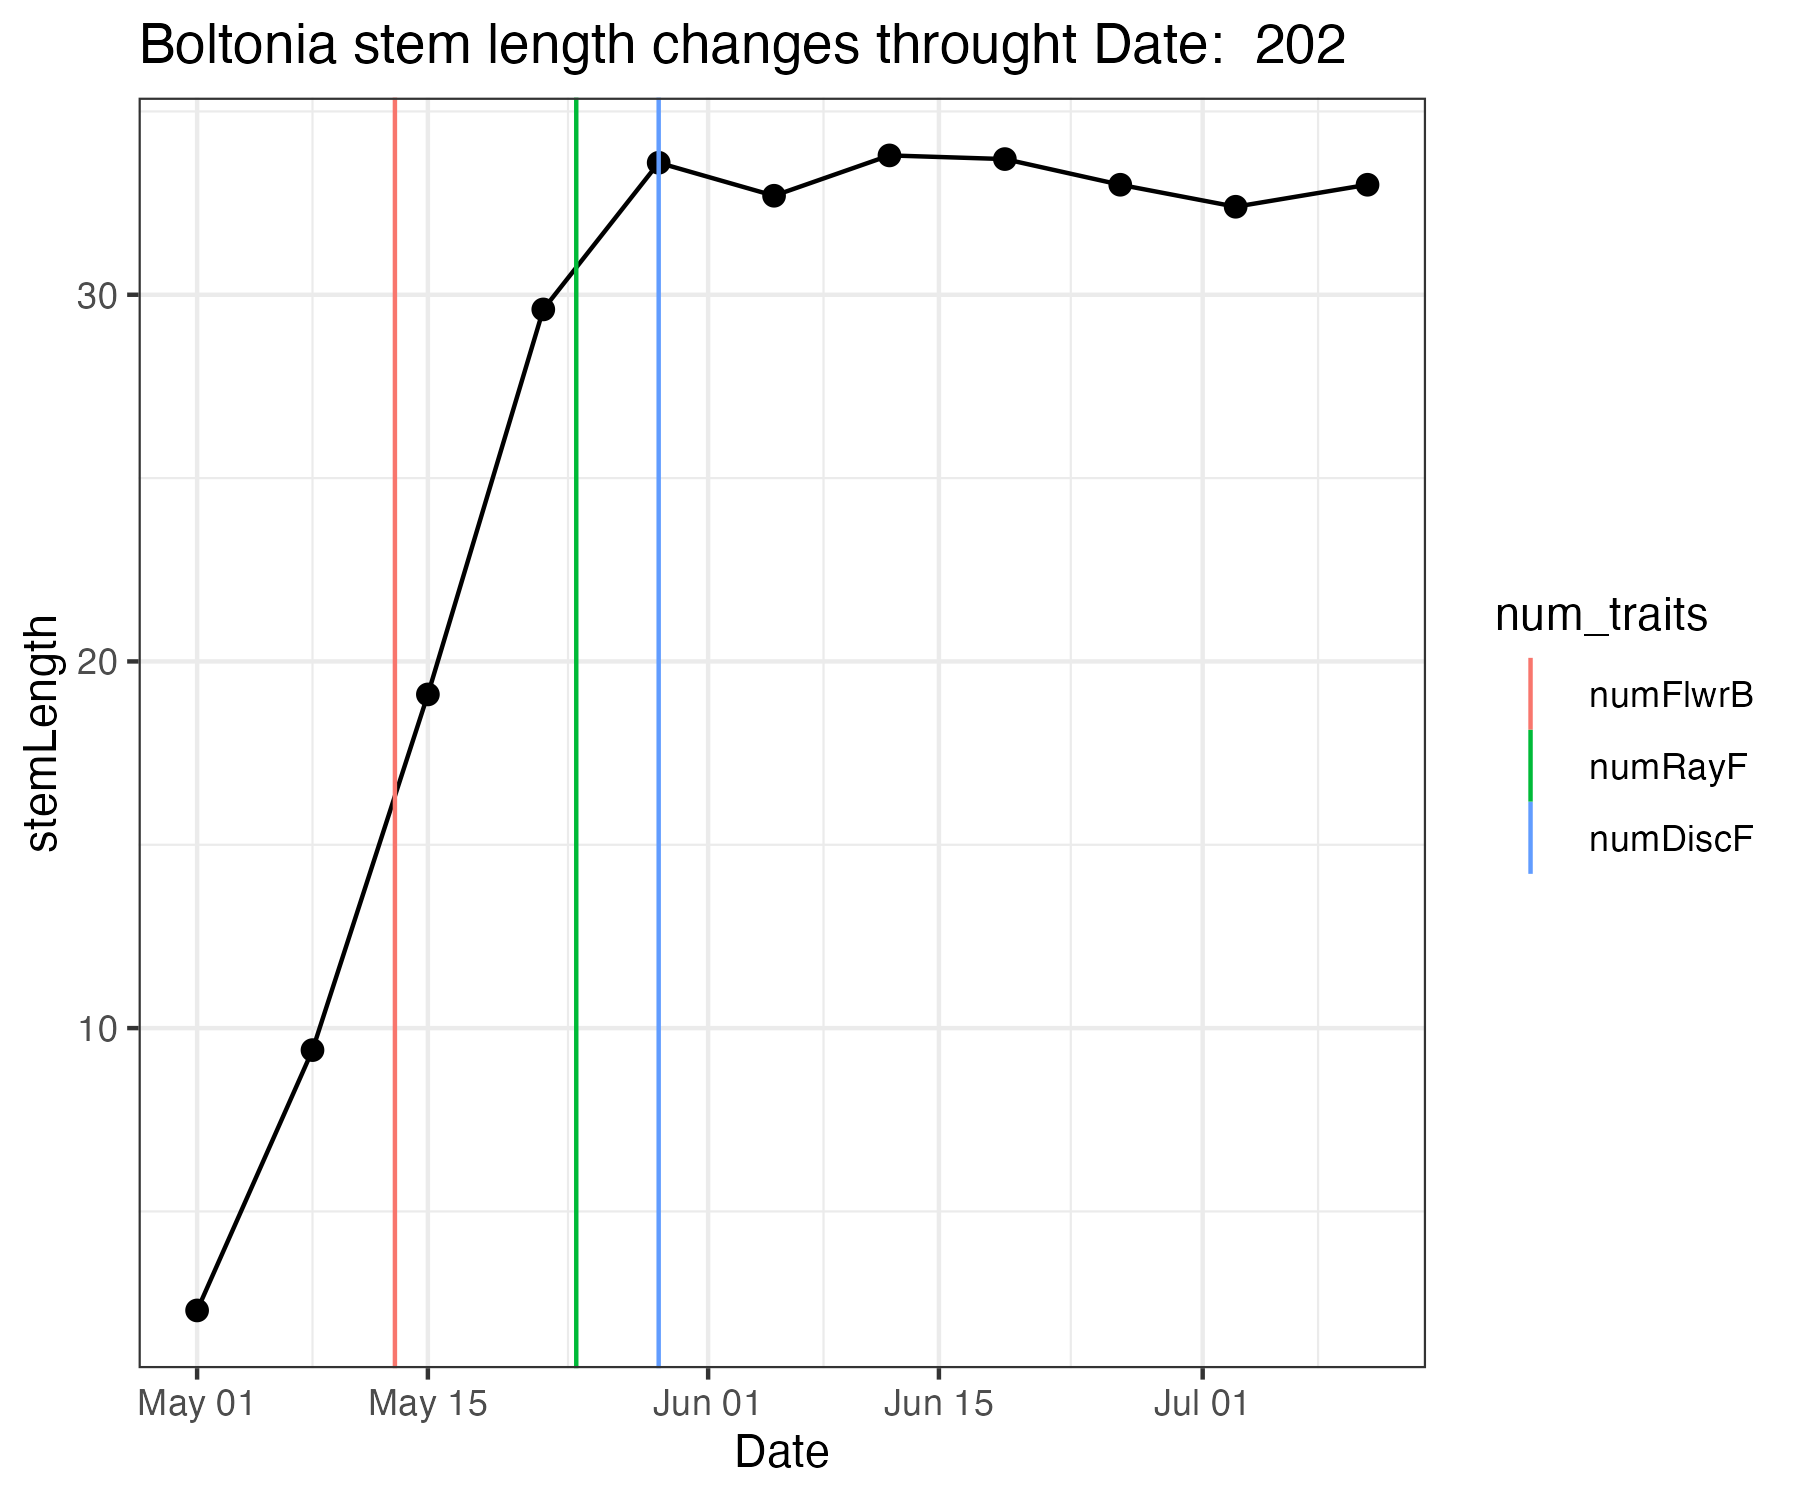 Boltonia stem length changes throught Date:  202
stemLength
30
20
10
May 01
May 15
Jun 01
Jun 15
Jul 01
Date
num_traits
numFlwrB
numRayF
numDiscF